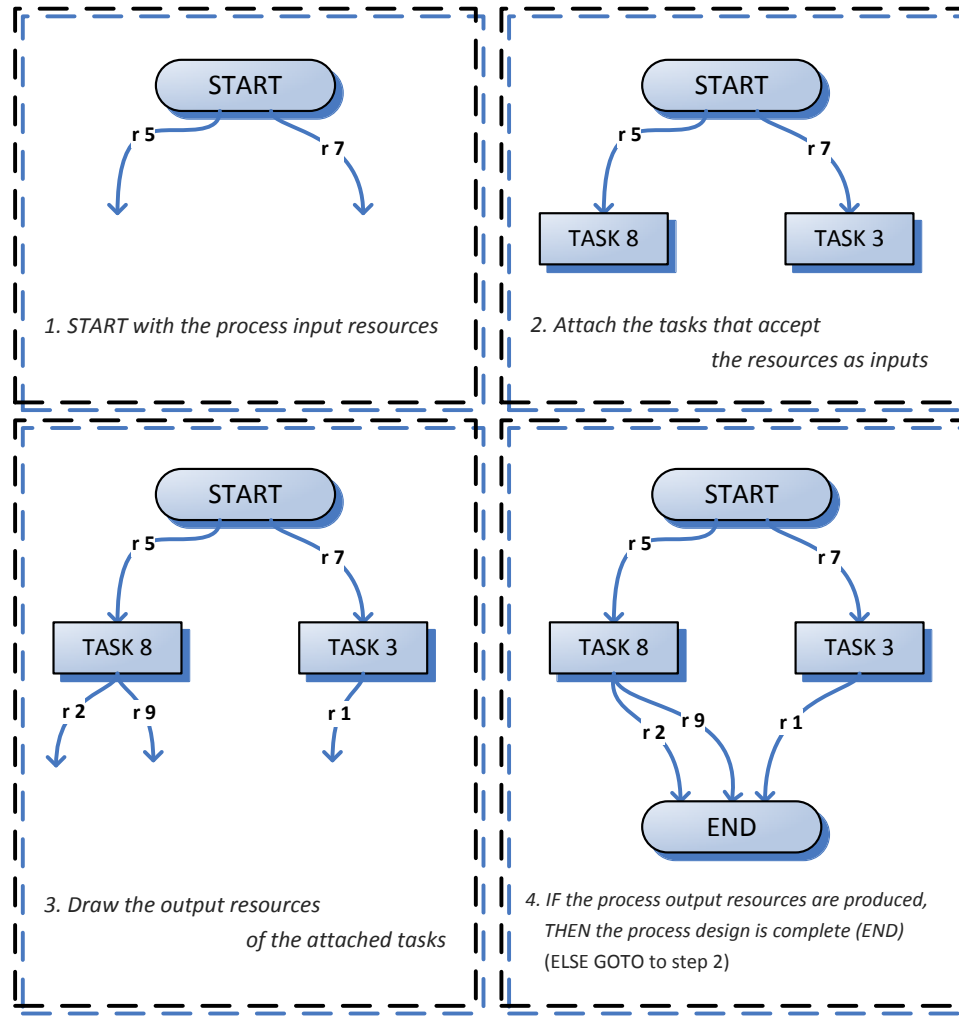 START
r 5
r 7
1. START with the process input resources
START
r 5
r 7
TASK 8
TASK 3
2. Attach the tasks that accept
the resources as inputs
START
r 5
r 7
TASK 8
TASK 3
r 2
r 9
r 1
3. Draw the output resources
of the attached tasks
START
r 5
r 7
TASK 8
TASK 3
r 2
r 9
r 1
END
4. IF the process output resources are produced,
THEN the process design is complete (END)
(ELSE GOTO to step 2)